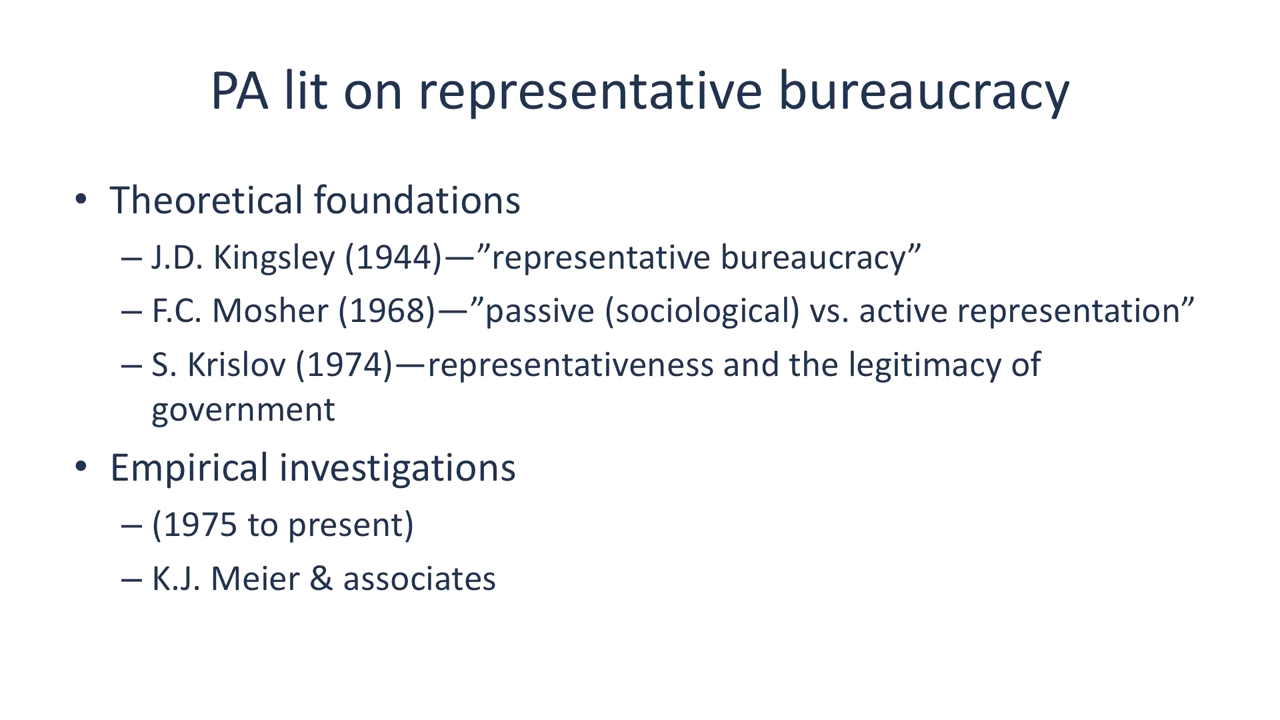 PA lit on representative bureaucracy
• Theoretical foundations
– J.D. Kingsley (1944)—”representative bureaucracy”
– F.C. Mosher (1968)—”passive (sociological) vs. active representation”
– S. Krislov (1974)—representativeness and the legitimacy of
government
• Empirical investigations
– (1975 to present)
– K.J. Meier & associates